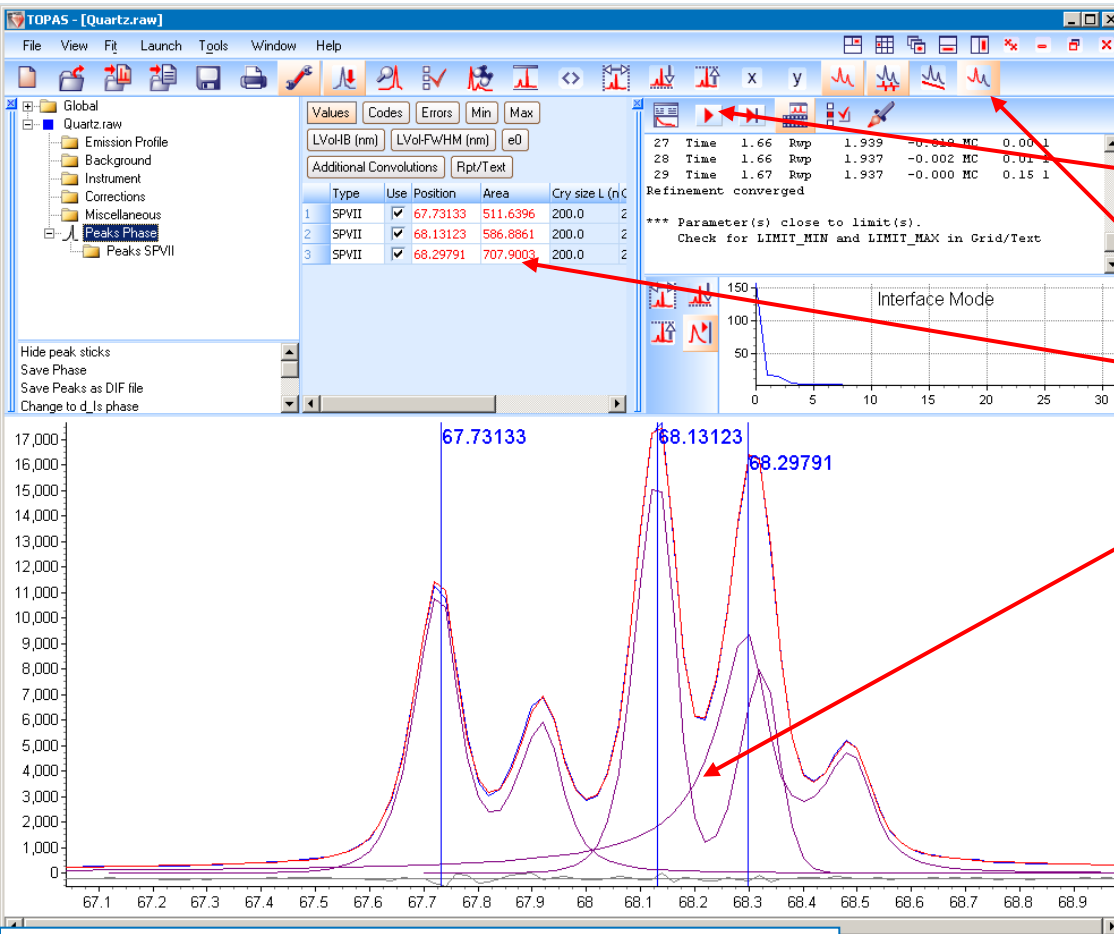 TOPAS - [Quartz.raw]
File View Fit Launch Tools Window Help
x y
Global
Quartz.raw
Emission Profile
Background
Instrument
Corrections
Miscellaneous
Peaks Phase
Peaks SPVII
Hide peak sticks
Save Phase
Save Peaks as DIF file
Change to d_Is phase
Values Codes Errors Min Max
LVol-IB (nm) LVol-FWHM (nm) e0
Additional Convolutions Rpt/Text
Type Use Position Area Cry size L (n
1 SPVII 67.73133 511.6396 200.0 2
2 SPVII 68.13123 586.8861 200.0 2
3 SPVII 68.29791 707.9003 200.0 2
27 Time 1.66 Rwp 1.939 MC
28 Time 1.66 Rwp 1.937 -0.002 MC 0.01 1
29 Time 1.67 Rwp 1.937 -0.000 MC 0.15 1
Refinement converged
*** Parameter(s) close to limit(s).
Check for LIMIT_MIN and LIMIT_MAX in Grid/Text
Interface Mode
150
100
50
0 5 10 15 20 25 30
67.73133 68.13123
68.29791
17,000
16,000
15,000
14,000
13,000
12,000
11,000
10,000
9,000
8,000
7,000
6,000
5,000
4,000
3,000
2,000
1,000
0
67.1 67.2 67.3 67.4 67.5 67.6 67.7 67.8 67.9 68 68.1 68.2 68.3 68.4 68.5 68.6 68.7 68.8 68.9